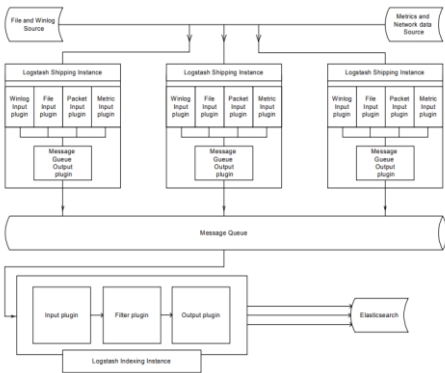 File and Winlog
Source
Metrics and
Network data
Source
Logstash Shipping Instance
Winlog
Input
plugin
File
Input
plugin
Packet
Input
plugin
Metric
Input
plugin
Message
Gueue
Output
plugin
Logstash Shipping Instance
Winlog
Input
plugin
File
Input
plugin
Packet
Input
plugin
Metric
Input
plugin
Message
Gueue
Output
plugin
Logstash Shipping Instance
Winlog
Input
plugin
File
Input
plugin
Packet
Input
plugin
Metric
Input
plugin
Message
Gueue
Output
plugin
Message Queue
Input plugin
Filter plugin
Output plugin
Elasticsearch
Logstash Indexing Instance